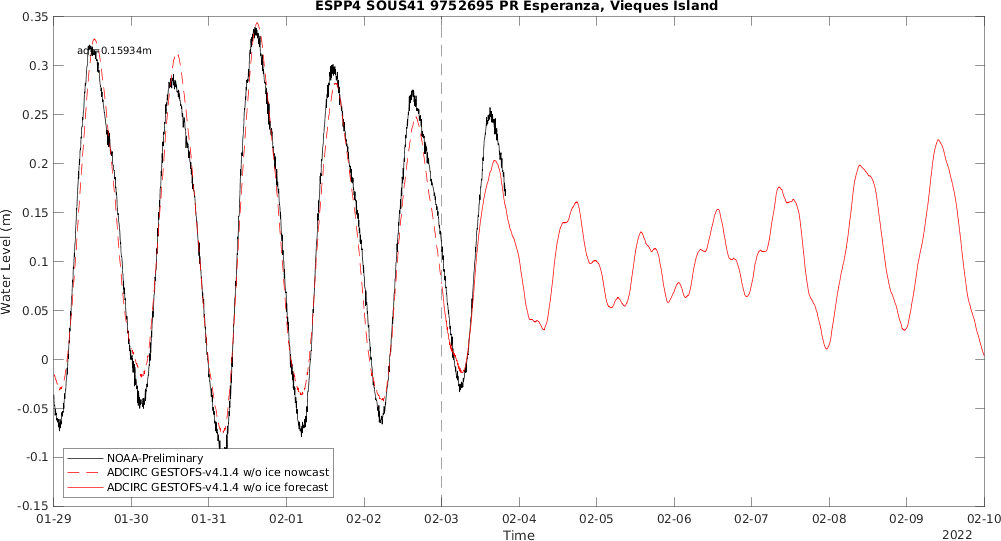 ESPP4 SOUS41 9752695 PR Esperanza, Vieques Island
0.35
0.3
0.25
0.2
0.15
0.1
0.05
0
-0.05
-0.1
-0.15
Water Level (m)
0.15934m
NOAA-Preliminary
ADCIRC GESTOFS-v4.1.4 w/o ice nowcast
ADCIRC GESTOFS-v4.1.4 w/o ice forecast
01-29 01-30 01-31 02-01 02-02 02-03 02-04 02-05 02-06 02-07 02-08 02-09 02-10
Time
2022